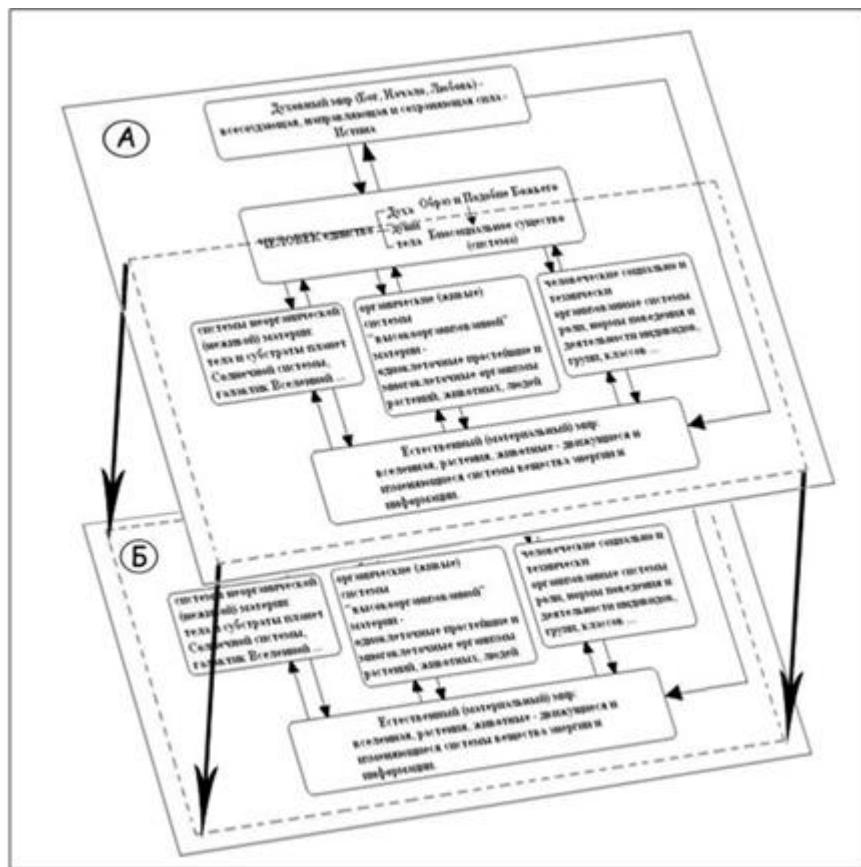 А
Духовный мир (Бог, Начало, Любовь) -
всесоздающая, направляющая и сохраняющая сила -
Истина
ЧЕЛОВЕК единство
Духа Образ и Подобие Божьего
души
тела Биосоциальное существо
(система)
системы неорганической
(неживой) материи:
тела и субстраты планет
Солнечной системы,
галактик Вселенной ...
органические (живые)
системы
"высокоорганизованной"
материи -
одноклеточные простейшие и
многоклеточные организмы
растений, животных, людей
человеческие социально и
технически
организованные системы
роли, нормы поведения и
деятельности индивидов,
групп, классов ...
Естественный (материальный) мир:
вселенная, растения, животные - движущиеся и
изменяющиеся системы вещества энергии и
информации.
Б
системы неорганической
(неживой) материи:
тела и субстраты планет
Солнечной системы,
галактик Вселенной ...
органические (живые)
системы
"высокоорганизованной"
материи -
одноклеточные простейшие и
многоклеточные организмы
растений, животных, людей
человеческие социально и
технически
организованные системы
роли, нормы поведения и
деятельности индивидов,
групп, классов ...
Естественный (материальный) мир:
вселенная, растения, животные - движущиеся и
изменяющиеся системы вещества энергии и
информации.